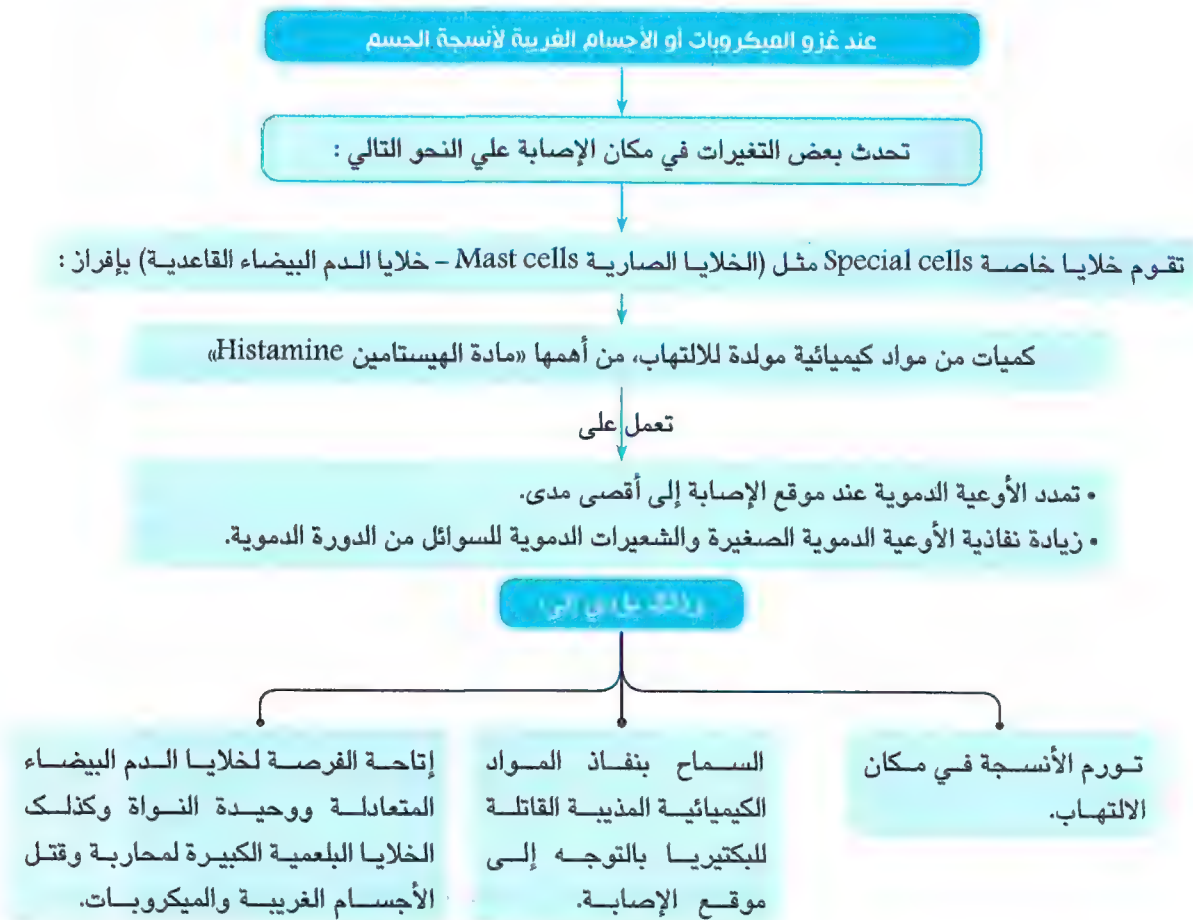 عند غزو الميكروبات أو الأجسام الغريبة لأنسجة الجسم
تحدث بعض التغيرات في مكان الإصابة علي النحو التالي :
تقوم خلايا خاصة Special cells مثل (الخلايا الصارية Mast cells – خلايا الدم البيضاء القاعدية) بإفراز :
كميات من مواد كيميائية مولدة للالتهاب، من أهمها «مادة الهيستامين Histamine»
تعمل على
• تمدد الأوعية الدموية عند موقع الإصابة إلى أقصى مدى.
• زيادة نفاذية الأوعية الدموية الصغيرة والشعيرات الدموية للسوائل من الدورة الدموية.
وذلك يؤدي إلى:
تورم الأنسجة في مكان
الالتهاب.
السماح بنفاذ المواد
الكيميائية المذيبة القاتلة
للبكتيريا بالتوجه إلى
موقع الإصابة.
إتاحة الفرصة لخلايا الدم البيضاء
المتعادلة ووحيدة النواة وكذلك
الخلايا البلعمية الكبيرة لمحاربة وقتل
الأجسام الغريبة والميكروبات.